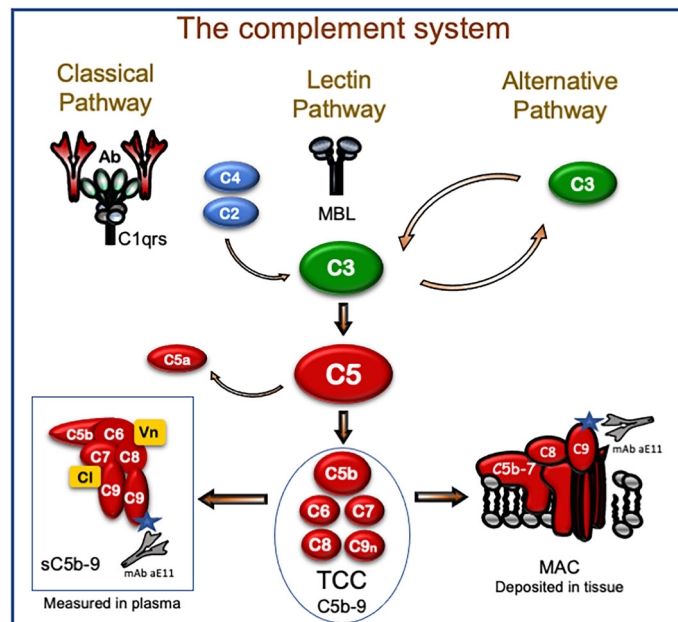 The complement system
Classical
Pathway
Lectin
Pathway
Alternative
Pathway
Ab
C1qrs
C4
C2
MBL
C3
C3
C5a
C5
C5b
C6
Vn
C7
C8
Cl
C9
C9
sC5b-9
mAb aE11
Measured in plasma
C5b
C6
C7
C8
C9n
TCC
C5b-9
C5b-7
C8
C9
mAb aE11
MAC
Deposited in tissue